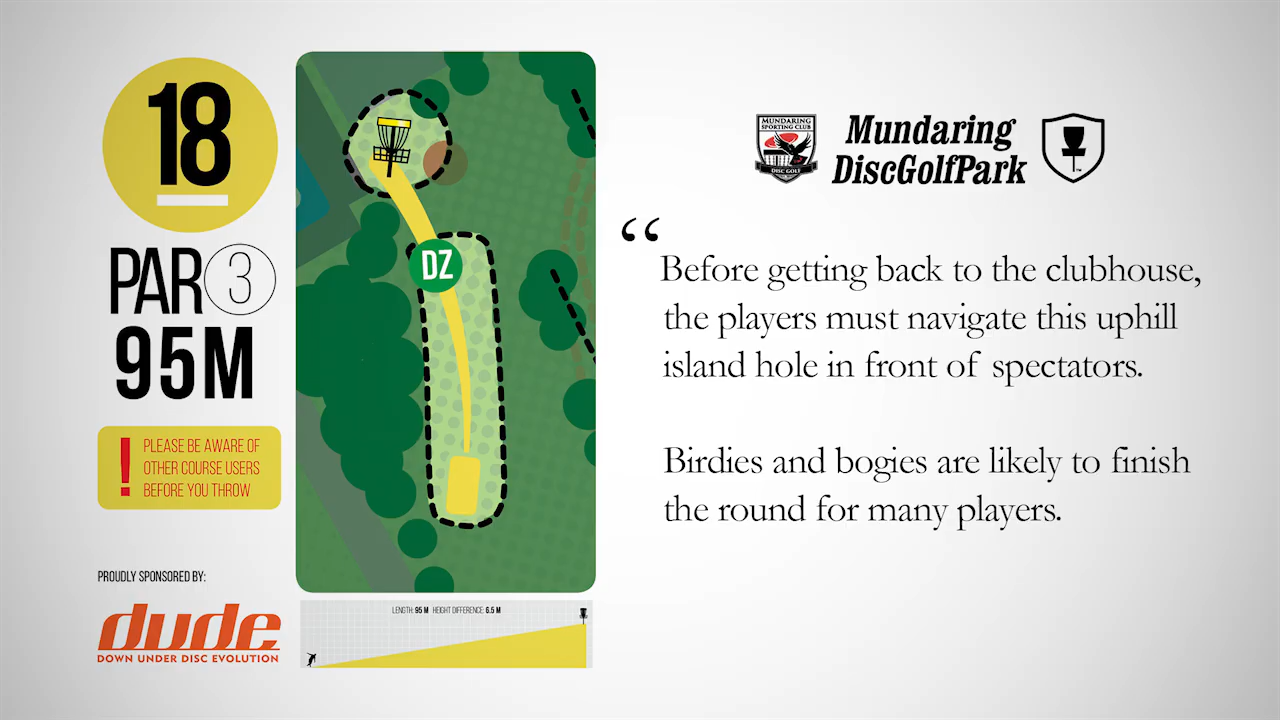 18
PAR 3
95M
! PLEASE BE AWARE OF
OTHER COURSE USERS
BEFORE YOU THROW
PROUDLY SPONSORED BY:
dude
DOWN UNDER DISC EVOLUTION
DZ
LENGTH: 95 M HEIGHT DIFFERENCE: 6.5 M
MUNDARING
SPORTING CLUB
DISC GOLF
Mundaring
DiscGolfPark
™
“
Before getting back to the clubhouse,
the players must navigate this uphill
island hole in front of spectators.
Birdies and bogies are likely to finish
the round for many players.